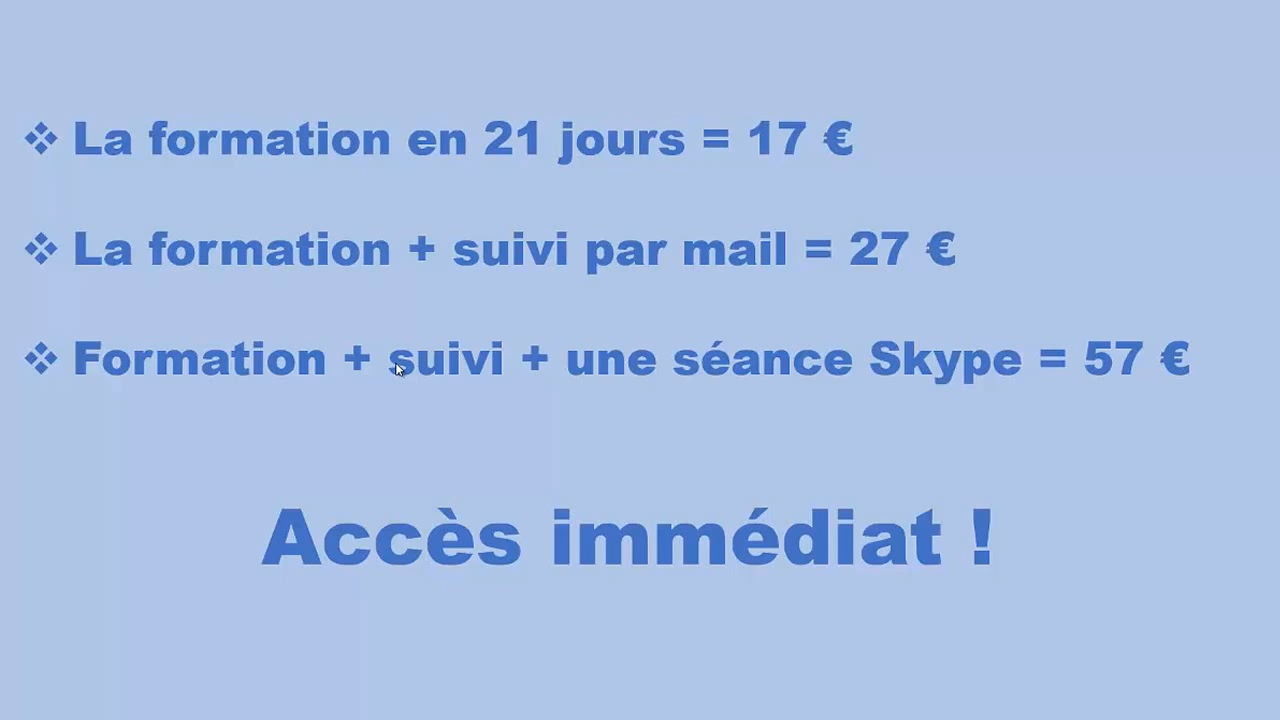 ❖ La formation en 21 jours = 17 €
❖ La formation + suivi par mail = 27 €
❖ Formation + suivi + une séance Skype = 57 €
Accès immédiat !